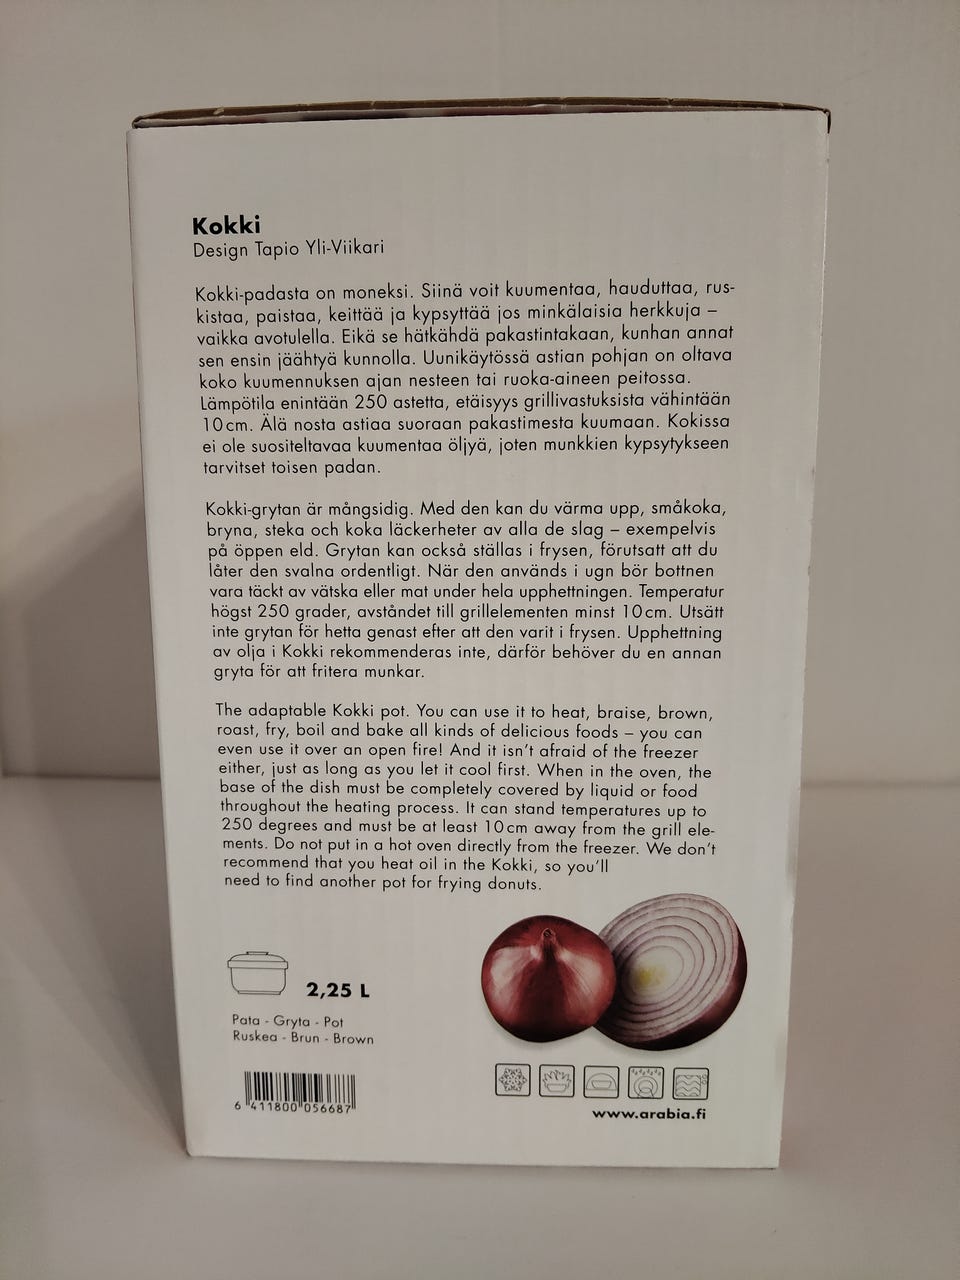 Kokki
Design Tapio Yli-Viikari
Kokki-padasta on moneksi. Siinä voit kuumentaa, hauduttaa, rus-
kistaa, paistaa, keittää ja kypsyttää jos minkälaisia herkkuja –
vaikka avotulella. Eikä se hätkähdä pakastintakaan, kunhan annat
sen ensin jäähtyä kunnolla. Uunikäytössä astian pohjan on oltava
koko kuumennuksen ajan nesteen tai ruoka-aineen peitossa.
Lämpötila enintään 250 astetta, etäisyys grillivastuksista vähintään
10 cm. Älä nosta astiaa suoraan pakastimesta kuumaan. Kokissa
ei ole suositeltavaa kuumentaa öljyä, joten munkkien kypsytykseen
tarvitset toisen padan.
Kokki-grytan är mångsidig. Med den kan du värma upp, småkoka,
bryna, steka och koka läckerheter av alla de slag – exempelvis
på öppen eld. Grytan kan också ställas i frysen, förutsatt att du
låter den svalna ordentligt. När den används i ugn bör bottnen
vara täckt av vätska eller mat under hela upphettningen. Temperatur
högst 250 grader, avståndet till grillelementen minst 10 cm. Utsätt
inte grytan för hetta genast efter att den varit i frysen. Upphettning
av olja i Kokki rekommenderas inte, därför behöver du en annan
gryta för att fritera munkar.
The adaptable Kokki pot. You can use it to heat, braise, brown,
roast, fry, boil and bake all kinds of delicious foods – you can
even use it over an open fire! And it isn't afraid of the freezer
either, just as long as you let it cool first. When in the oven, the
base of the dish must be completely covered by liquid or food
throughout the heating process. It can stand temperatures up to
250 degrees and must be at least 10 cm away from the grill ele-
ments. Do not put in a hot oven directly from the freezer. We don't
recommend that you heat oil in the Kokki, so you'll
need to find another pot for frying donuts.
2,25 L
Pata - Gryta - Pot
Ruskea - Brun - Brown
6 411800 056687
www.arabia.fi